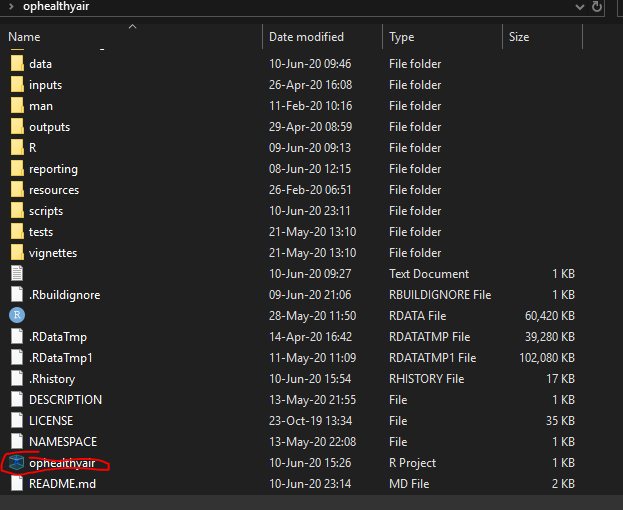 ophealthyair
Name Date modified Type Size
data 10-Jun-20 09:46 File folder
inputs 26-Apr-20 16:08 File folder
man 11-Feb-20 10:16 File folder
outputs 29-Apr-20 08:59 File folder
R 09-Jun-20 09:13 File folder
reporting 08-Jun-20 12:15 File folder
resources 26-Feb-20 06:51 File folder
scripts 10-Jun-20 23:11 File folder
tests 21-May-20 13:10 File folder
vignettes 21-May-20 13:10 File folder
10-Jun-20 09:27 Text Document 1 KB
.Rbuildignore 09-Jun-20 21:06 RBUILDIGNORE File 1 KB
R 28-May-20 11:50 RDATA File 60,420 KB
.RDataTmp 14-Apr-20 16:42 RDATATMP File 39,280 KB
.RDataTmp1 11-May-20 11:09 RDATATMP1 File 102,080 KB
.Rhistory 10-Jun-20 15:54 RHISTORY File 17 KB
DESCRIPTION 13-May-20 21:55 File 1 KB
LICENSE 23-Oct-19 13:34 File 35 KB
NAMESPACE 13-May-20 22:08 File 1 KB
ophealthyair 10-Jun-20 15:26 R Project 1 KB
README.md 10-Jun-20 23:14 MD File 2 KB